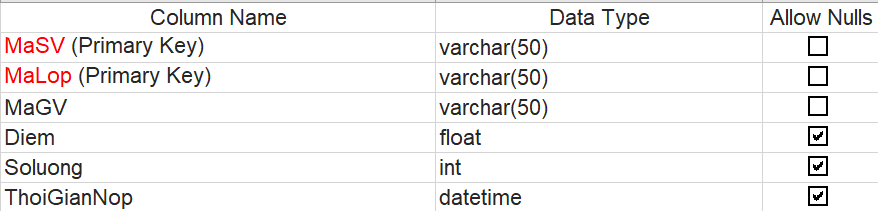 Column Name Data Type Allow Nulls
MaSV (Primary Key) varchar(50)
MaLop (Primary Key) varchar(50)
MaGV varchar(50)
Diem float
Soluong int
ThoiGianNop datetime